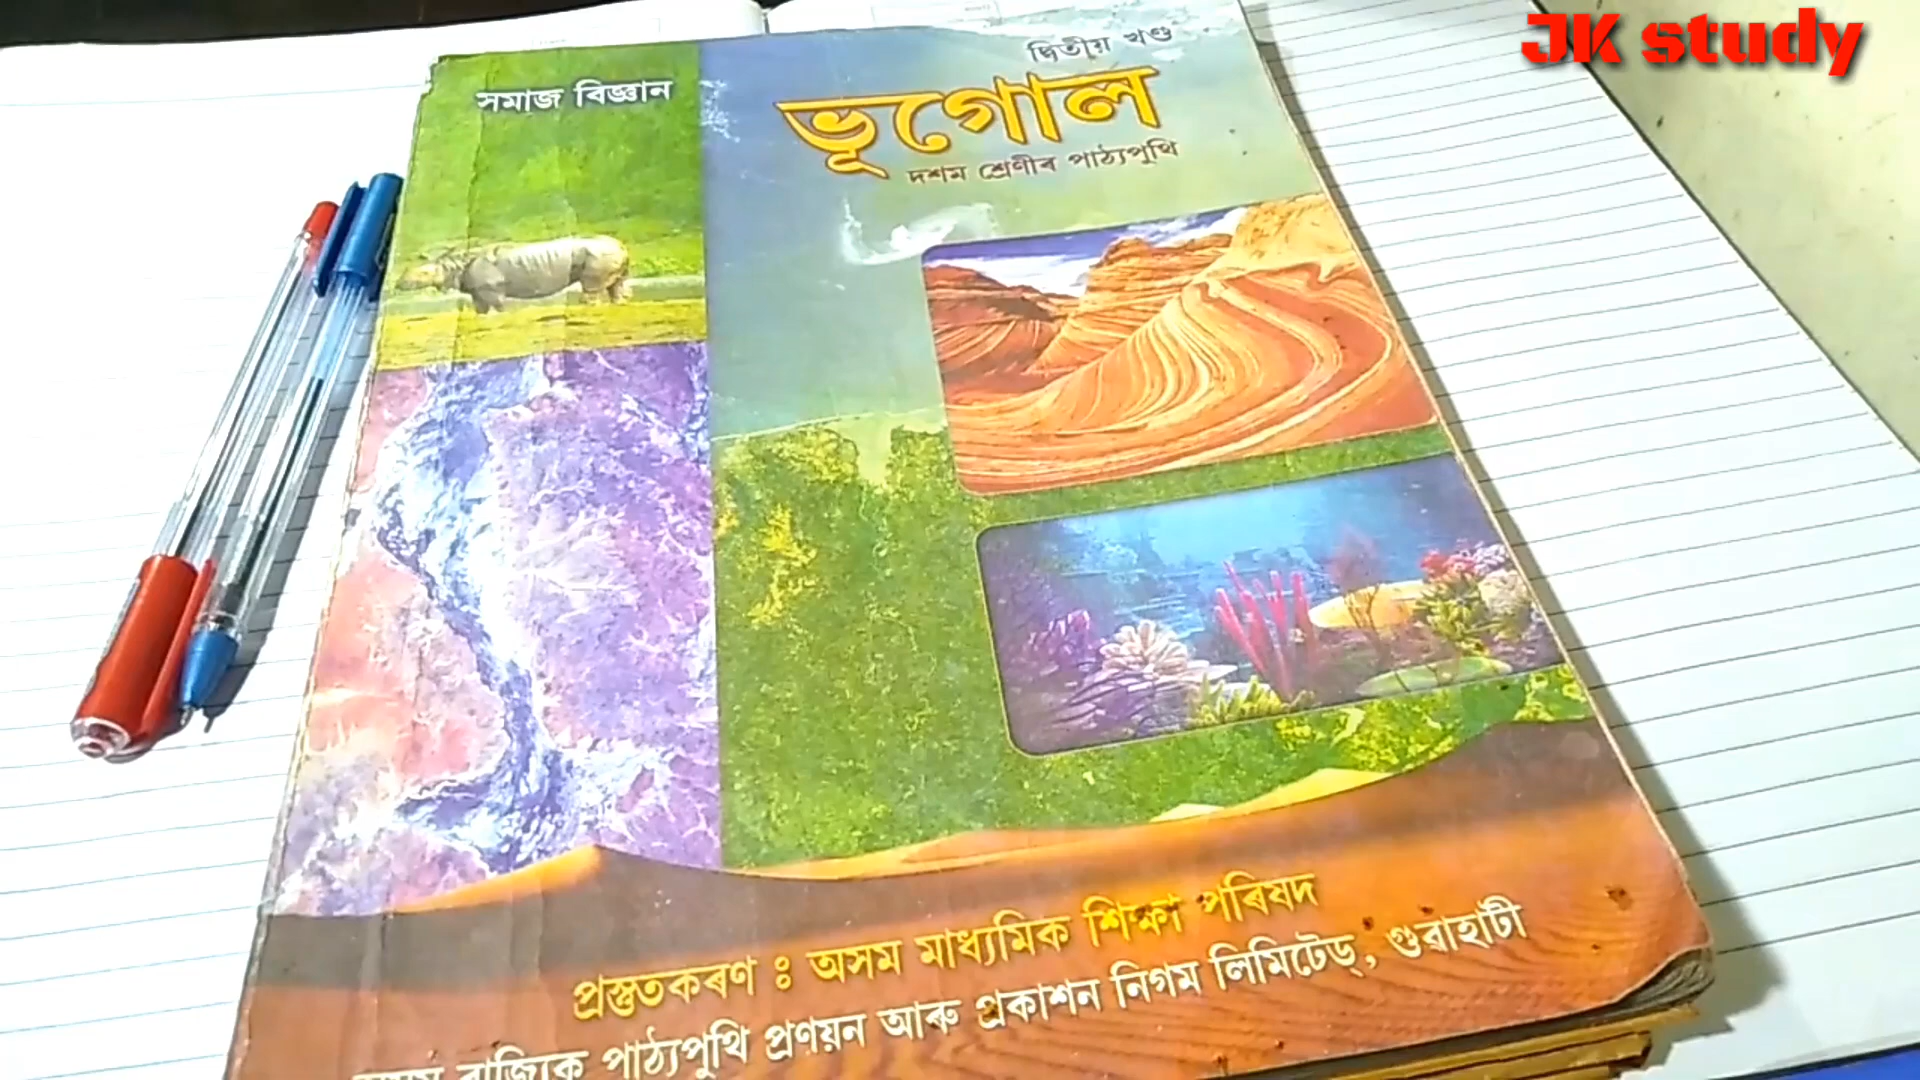 JK study
সমাজ বিজ্ঞান
দ্বিতীয় খণ্ড
ভূগোল
দশম শ্ৰেণীৰ পাঠ্যপুথি
প্ৰস্তুতকৰণ ঃ অসম মাধ্যমিক শিক্ষা পৰিষদ
ৰাজ্যিক পাঠ্যপুথি প্ৰণয়ন আৰু প্ৰকাশন নিগম লিমিটেড্, গুৱাহাটী